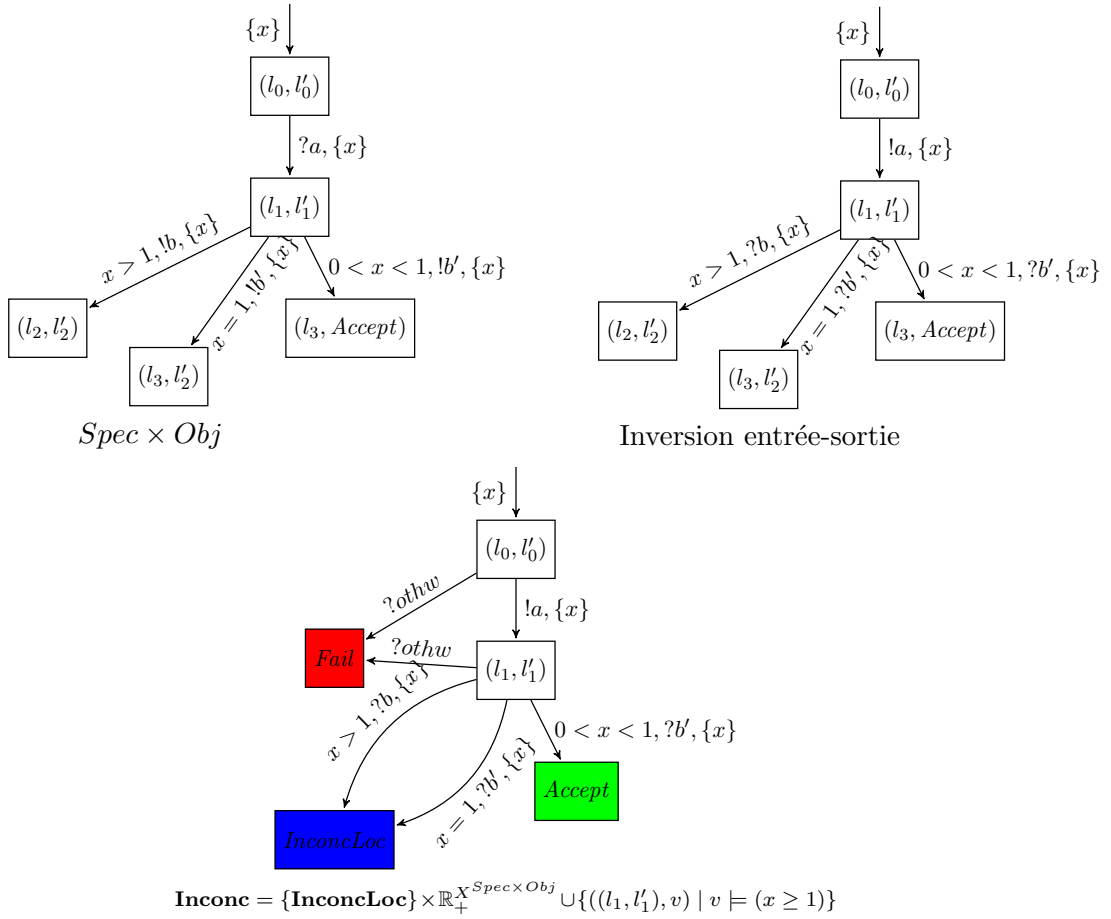 {x}
(l₀, l′₀)
?a, {x}
(l₁, l′₁)
x > 1, !b, {x}
x = 1, !b′, {x}
0 < x < 1, !b′, {x}
(l₂, l′₂)
(l₃, l′₂)
(l₃, Accept)
Spec × Obj
{x}
(l₀, l′₀)
!a, {x}
(l₁, l′₁)
x > 1, ?b, {x}
x = 1, ?b′, {x}
0 < x < 1, ?b′, {x}
(l₂, l′₂)
(l₃, l′₂)
(l₃, Accept)
Inversion entrée-sortie
{x}
(l₀, l′₀)
?othw
!a, {x}
Fail
?othw
(l₁, l′₁)
x > 1, ?b, {x}
x = 1, ?b′, {x}
0 < x < 1, ?b′, {x}
Accept
InconcLoc
Inconc = {InconcLoc} × ℝ₊^{X^{Spec×Obj}} ∪ {((l₁, l′₁), v) | v ⊨ (x ≥ 1)}